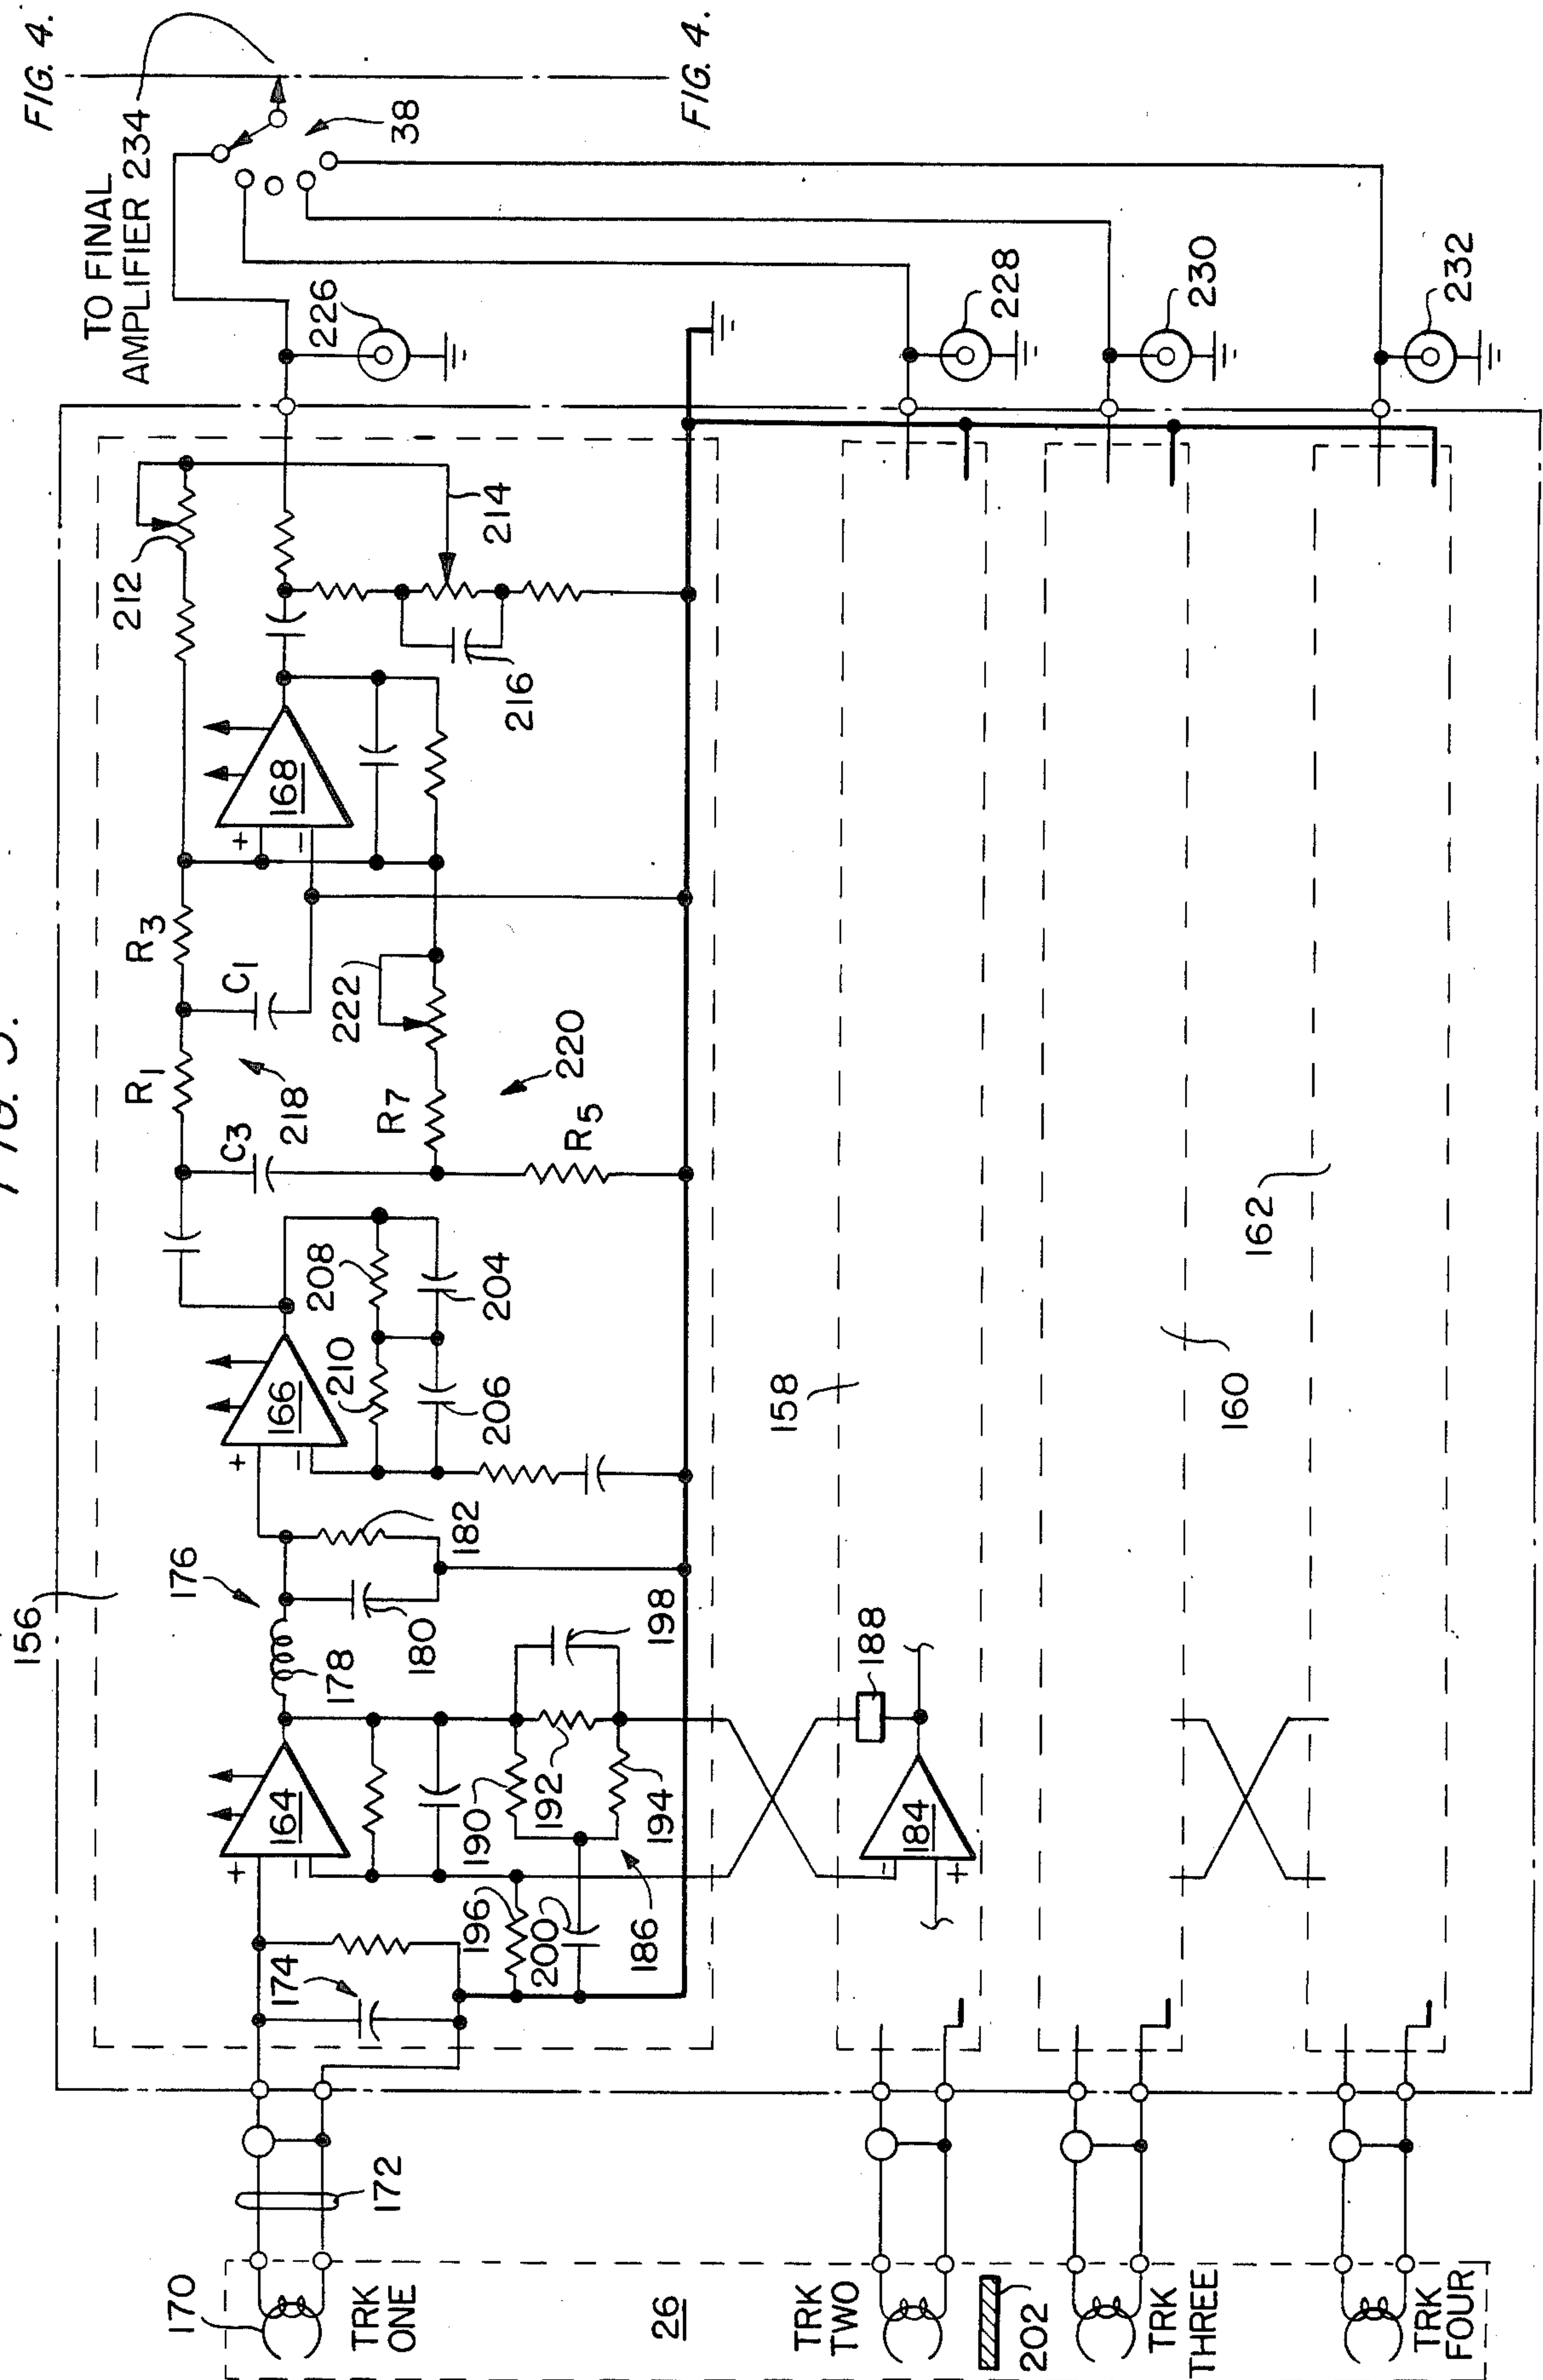 FIG. 3.
FIG. 4.
FIG. 4.
TO FINAL
AMPLIFIER 234
38
226
228
230
232
156
212
214
216
168
+
−
R3
C1
R1
218
C3
222
R7
220
R5
208
204
210
206
166
+
−
182
176
180
178
198
164
+
−
190
192
194
196
200
186
174
158
188
184
-
+
160
162
172
170
TRK
ONE
26
TRK
TWO
202
TRK
THREE
TRK
FOUR